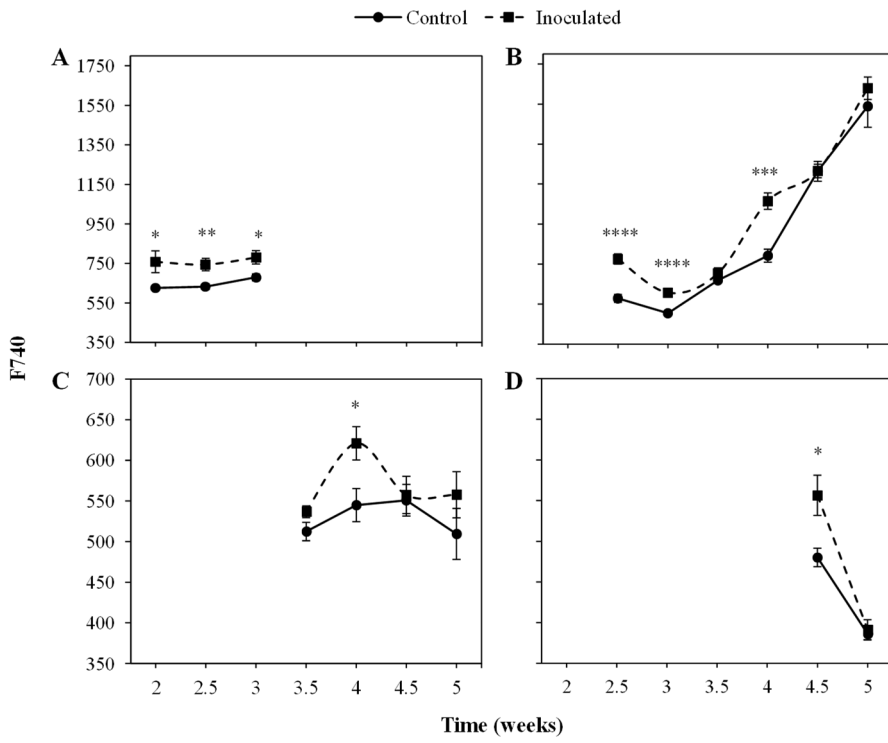 Control Inoculated
A
B
1750
1550
1350
1150
950
750
550
350
* ** *
**** **** ***
F740
C
D
700
650
600
550
500
450
400
350
*
*
2 2.5 3 3.5 4 4.5 5
2 2.5 3 3.5 4 4.5 5
Time (weeks)